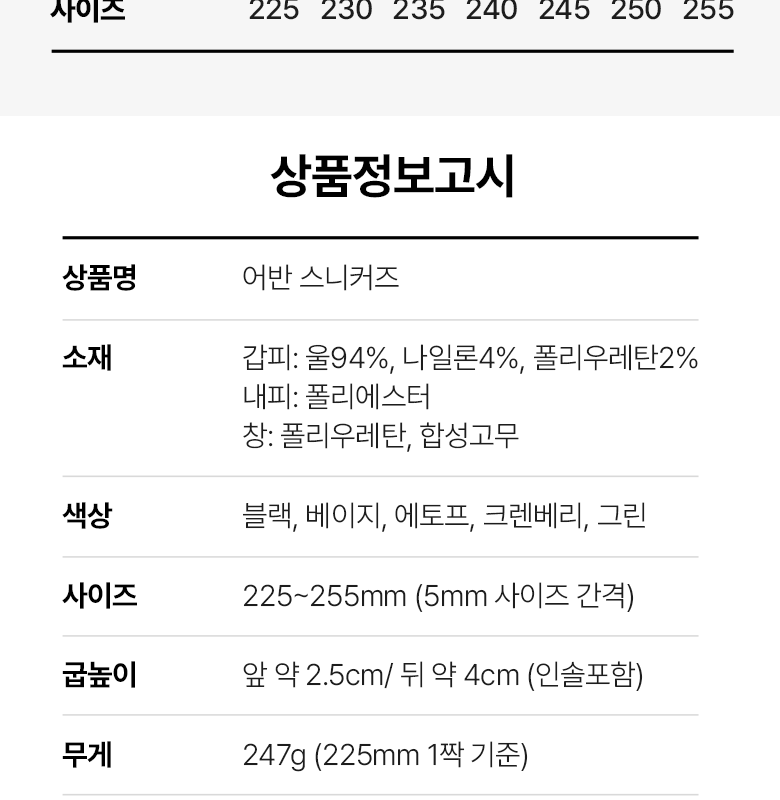 사이즈 225 230 235 240 245 250 255
상품정보고시
상품명 어반 스니커즈
소재 갑피: 울94%, 나일론4%, 폴리우레탄2%
내피: 폴리에스터
창: 폴리우레탄, 합성고무
색상 블랙, 베이지, 에토프, 크렌베리, 그린
사이즈 225~255mm (5mm 사이즈 간격)
굽높이 앞 약 2.5cm/ 뒤 약 4cm (인솔포함)
무게 247g (225mm 1짝 기준)